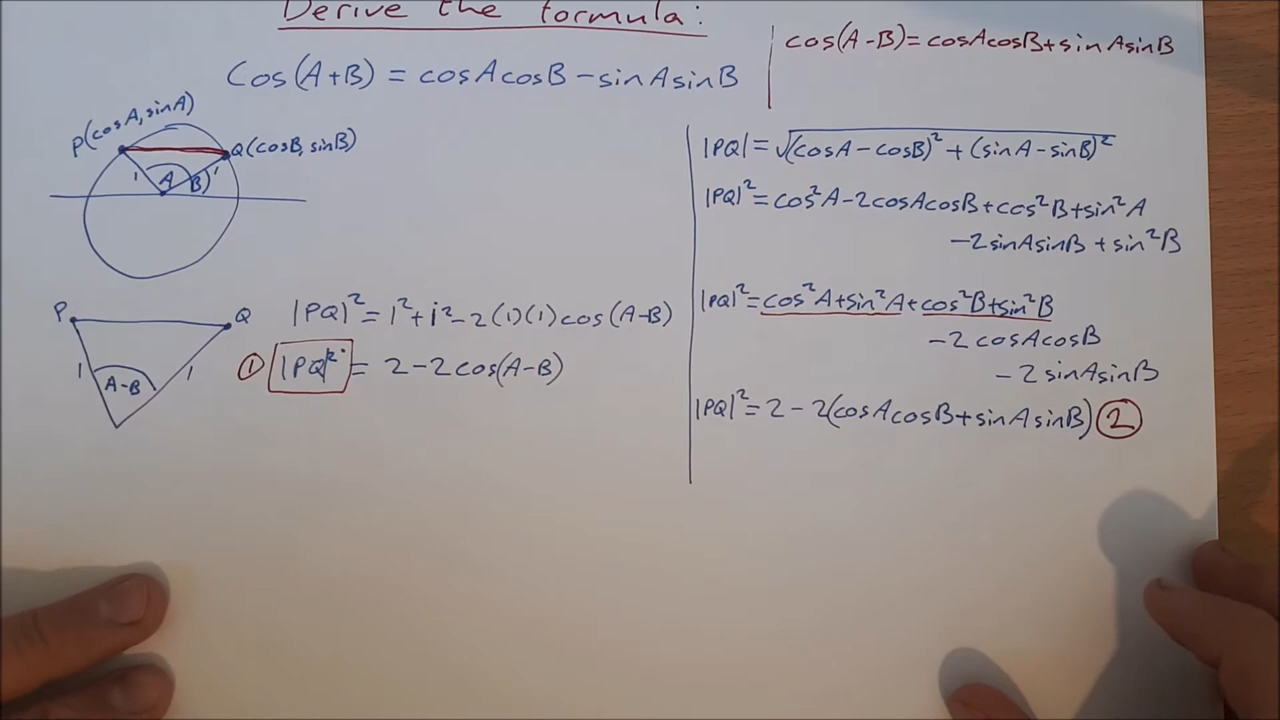 Derive the formula:
Cos(A+B) = cosAcosB - sinAsinB
cos(A-B) = cosAcosB + sinAsinB
P(cosA, sinA)
Q(cosB, sinB)
1 A B 1
P Q
1 A-B 1
|PQ|² = 1² + 1² - 2(1)(1)cos(A-B)
① |PQ|² = 2 - 2cos(A-B)
|PQ| = √(cosA - cosB)² + (sinA - sinB)²
|PQ|² = cos²A - 2cosAcosB + cos²B + sin²A
- 2sinAsinB + sin²B
|PQ|² = cos²A + sin²A + cos²B + sin²B
- 2cosAcosB
- 2sinAsinB
|PQ|² = 2 - 2(cosAcosB + sinAsinB) ②